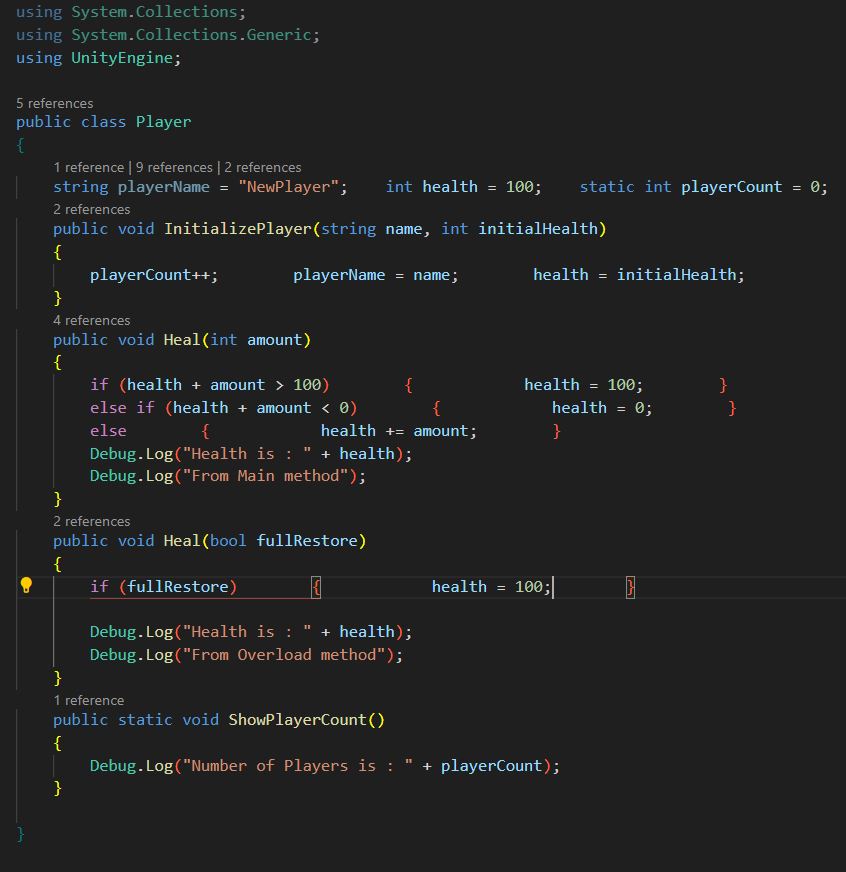 using System.Collections;
using System.Collections.Generic;
using UnityEngine;
5 references
public class Player
{
1 reference | 9 references | 2 references
string playerName = "NewPlayer";    int health = 100;    static int playerCount = 0;
2 references
public void InitializePlayer(string name, int initialHealth)
{
playerCount++;        playerName = name;        health = initialHealth;
}
4 references
public void Heal(int amount)
{
if (health + amount > 100)        {            health = 100;        }
else if (health + amount < 0)        {            health = 0;        }
else        {            health += amount;        }
Debug.Log("Health is : " + health);
Debug.Log("From Main method");
}
2 references
public void Heal(bool fullRestore)
{
if (fullRestore)        {            health = 100;        }
Debug.Log("Health is : " + health);
Debug.Log("From Overload method");
}
1 reference
public static void ShowPlayerCount()
{
Debug.Log("Number of Players is : " + playerCount);
}
}